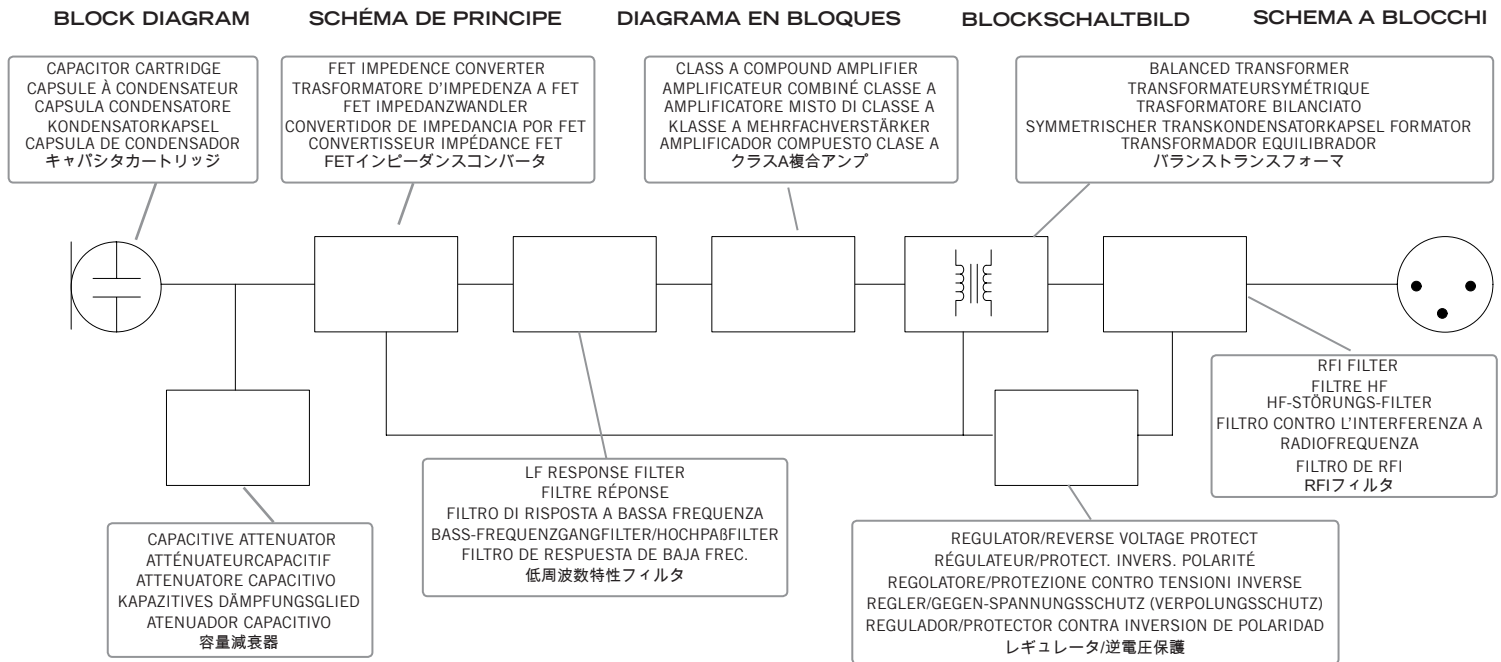 BLOCK DIAGRAM
SCHÉMA DE PRINCIPE
DIAGRAMA EN BLOQUES
BLOCKSCHALTBILD
SCHEMA A BLOCCHI
CAPACITOR CARTRIDGE
CAPSULE À CONDENSATEUR
CAPSULA CONDENSATORE
KONDENSATORKAPSEL
CAPSULA DE CONDENSADOR
キャパシタカートリッジ
FET IMPEDENCE CONVERTER
TRASFORMATORE D'IMPEDENZA A FET
FET IMPEDANZWANDLER
CONVERTIDOR DE IMPEDANCIA POR FET
CONVERTISSEUR IMPÉDANCE FET
FETインピーダンスコンバータ
CLASS A COMPOUND AMPLIFIER
AMPLIFICATEUR COMBINÉ CLASSE A
AMPLIFICATORE MISTO DI CLASSE A
KLASSE A MEHRFACHVERSTÄRKER
AMPLIFICADOR COMPUESTO CLASE A
クラスA複合アンプ
BALANCED TRANSFORMER
TRANSFORMATEURSYMÉTRIQUE
TRASFORMATORE BILANCIATO
SYMMETRISCHER TRANSKONDENSATORKAPSEL FORMATOR
TRANSFORMADOR EQUILIBRADOR
バランストランスフォーマ
RFI FILTER
FILTRE HF
HF-STÖRUNGS-FILTER
FILTRO CONTRO L'INTERFERENZA A
RADIOFREQUENZA
FILTRO DE RFI
RFIフィルタ
LF RESPONSE FILTER
FILTRE RÉPONSE
FILTRO DI RISPOSTA A BASSA FREQUENZA
BASS-FREQUENZGANGFILTER/HOCHPAßFILTER
FILTRO DE RESPUESTA DE BAJA FREC.
低周波数特性フィルタ
CAPACITIVE ATTENUATOR
ATTÉNUATEURCAPACITIF
ATTENUATORE CAPACITIVO
KAPAZITIVES DÄMPFUNGSGLIED
ATENUADOR CAPACITIVO
容量減衰器
REGULATOR/REVERSE VOLTAGE PROTECT
RÉGULATEUR/PROTECT. INVERS. POLARITÉ
REGOLATORE/PROTEZIONE CONTRO TENSIONI INVERSE
REGLER/GEGEN-SPANNUNGSSCHUTZ (VERPOLUNGSSCHUTZ)
REGULADOR/PROTECTOR CONTRA INVERSION DE POLARIDAD
レギュレータ/逆電圧保護